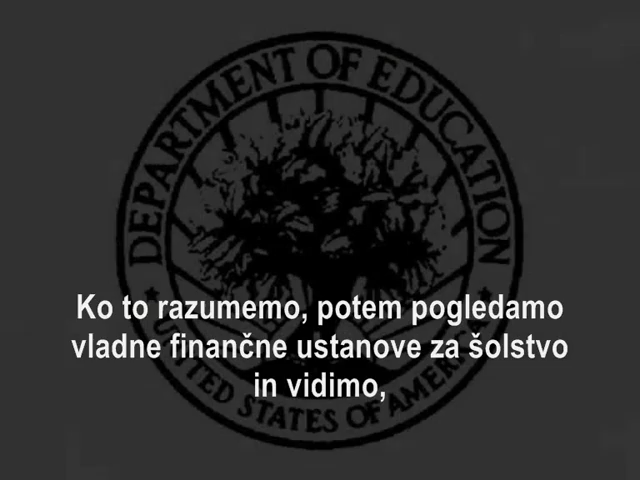 DEPARTMENT OF EDUCATION
Ko to razumemo, potem pogledamo
vladne finančne ustanove za šolstvo
in vidimo,
UNITED STATES OF AMERICA